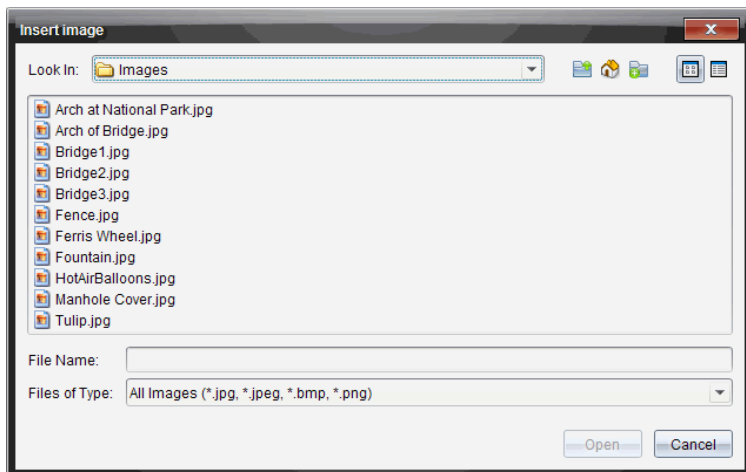 Insert image
Look In: Images
Arch at National Park.jpg
Arch of Bridge.jpg
Bridge1.jpg
Bridge2.jpg
Bridge3.jpg
Fence.jpg
Ferris Wheel.jpg
Fountain.jpg
HotAirBalloons.jpg
Manhole Cover.jpg
Tulip.jpg
File Name:
Files of Type: All Images (*.jpg, *.jpeg, *.bmp, *.png)
Open Cancel